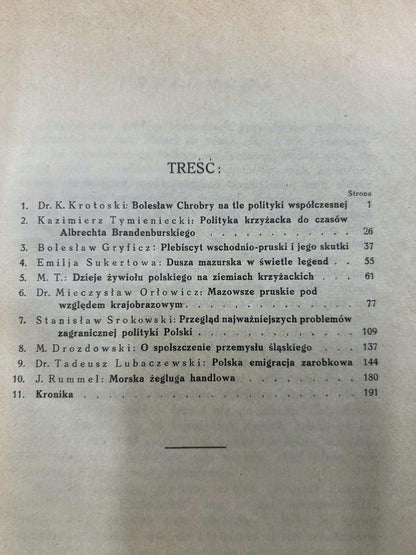 TREŚĆ:
Strona
1. Dr. K. Krotoski: Bolesław Chrobry na tle polityki współczesnej 1
2. Kazimierz Tymieniecki: Polityka krzyżacka do czasów
Albrechta Brandenburskiego . . . . . . . . . . . . 26
3. Bolesław Gryficz: Plebiscyt wschodnio-pruski i jego skutki 37
4. Emilja Sukertowa: Dusza mazurska w świetle legend . . 55
5. M. T.: Dzieje żywiołu polskiego na ziemiach krzyżackich . . 61
6. Dr. Mieczysław Orłowicz: Mazowsze pruskie pod
względem krajobrazowym . . . . . . . . . . . . . . 77
7. Stanisław Srokowski: Przegląd najważniejszych problemów
zagranicznej polityki Polski . . . . . . . . . . . . 109
8. M. Drozdowski: O spolszczenie przemysłu śląskiego . . . . 137
9. Dr. Tadeusz Lubaczewski: Polska emigracja zarobkowa 144
10. J. Rummel: Morska żegluga handlowa . . . . . . . . . 180
11. Kronika . . . . . . . . . . . . . . . . . . . . . 191